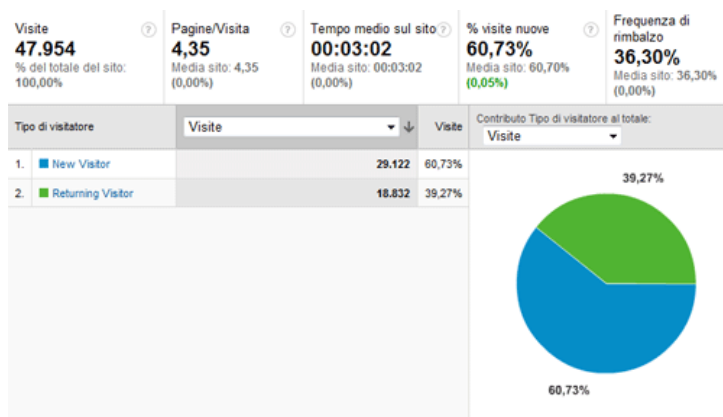 Visite
47.954
% del totale del sito:
100,00%
Pagine/Visita
4,35
Media sito: 4,35
(0,00%)
Tempo medio sul sito
00:03:02
Media sito: 00:03:02
(0,00%)
% visite nuove
60,73%
Media sito: 60,70%
(0,05%)
Frequenza di
rimbalzo
36,30%
Media sito: 36,30%
(0,00%)
Tipo di visitatore
Visite
Visite
Contributo Tipo di visitatore al totale:
Visite
1. New Visitor 29.122 60,73%
2. Returning Visitor 18.832 39,27%
39,27%
60,73%